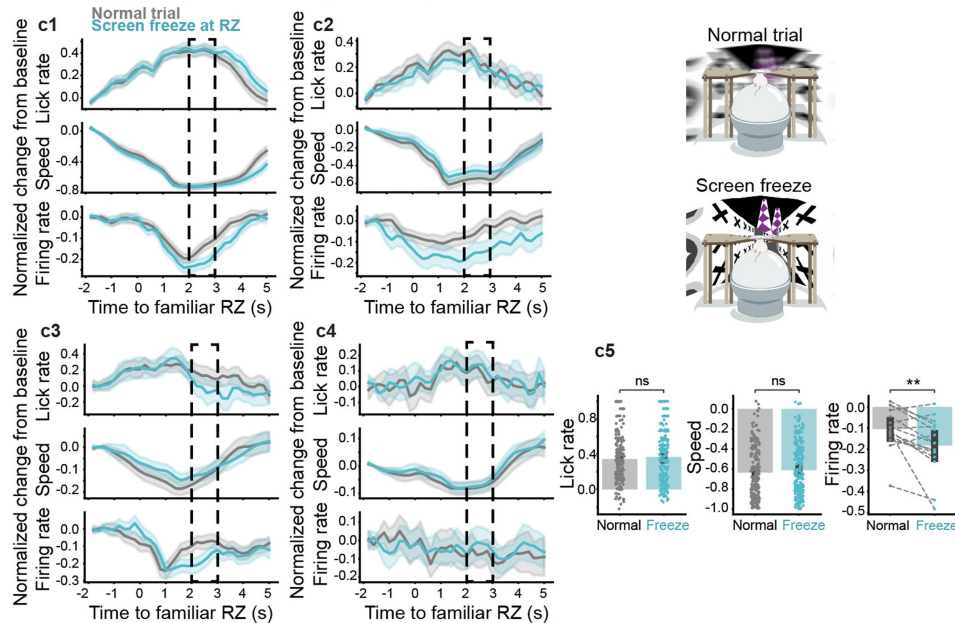 c1
Normal trial
Screen freeze at RZ
Normalized change from baseline
Lick rate
0.4
0.2
0.0
Speed
0.0
-0.4
-0.8
Firing rate
0.0
-0.1
-0.2
-2 -1 0 1 2 3 4 5
Time to familiar RZ (s)
c2
Normalized change from baseline
Lick rate
0.4
0.2
0.0
Speed
0.0
-0.2
-0.4
-0.6
Firing rate
0.0
-0.1
-0.2
-2 -1 0 1 2 3 4 5
Time to familiar RZ (s)
Normal trial
Screen freeze
c3
Normalized change from baseline
Lick rate
0.4
0.2
0.0
-0.2
Speed
0.0
-0.1
-0.2
Firing rate
0.0
-0.1
-0.3
-2 -1 0 1 2 3 4 5
Time to familiar RZ (s)
c4
Normalized change from baseline
Lick rate
0.2
0.1
0.0
-0.1
Speed
0.1
0.0
-0.1
Firing rate
0.1
0.0
-0.1
-0.2
-2 -1 0 1 2 3 4 5
Time to familiar RZ (s)
c5
ns
Lick rate
0.8
0.4
0.0
Normal Freeze
ns
Speed
0.0
-0.2
-0.4
-0.6
-0.8
-1.0
Normal Freeze
**
Firing rate
0.0
-0.1
-0.2
-0.3
-0.4
-0.5
Normal Freeze